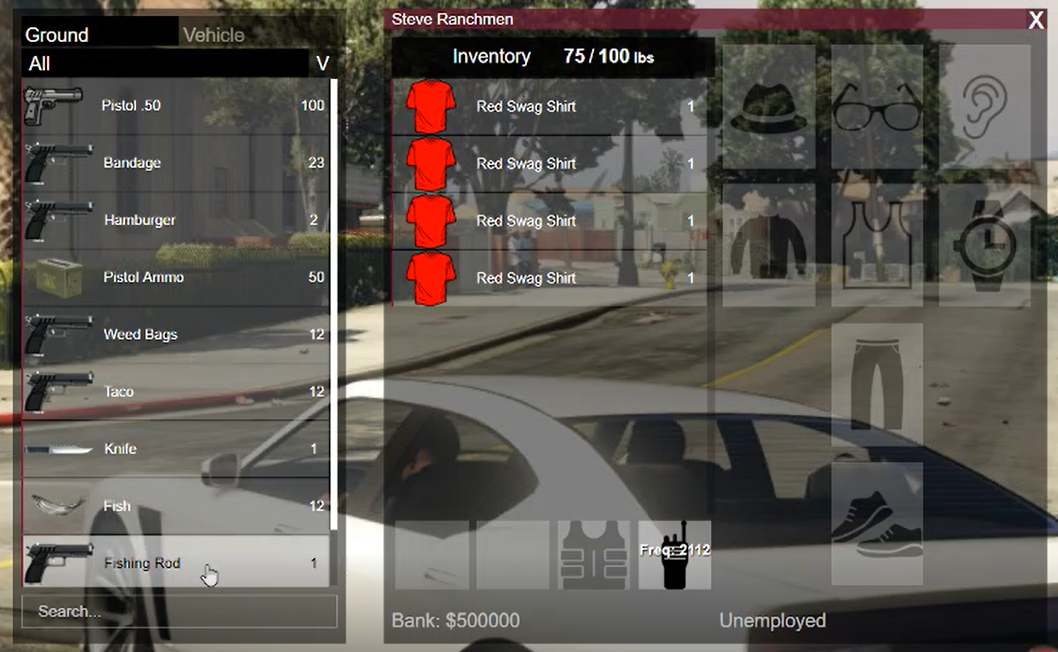 Ground Vehicle
All V
Pistol .50 100
Bandage 23
Hamburger 2
Pistol Ammo 50
Weed Bags 12
Taco 12
Knife 1
Fish 12
Fishing Rod 1
Search...
Steve Ranchmen X
Inventory 75 / 100 lbs
Red Swag Shirt 1
Red Swag Shirt 1
Red Swag Shirt 1
Red Swag Shirt 1
Freq: 2112
Bank: $500000 Unemployed